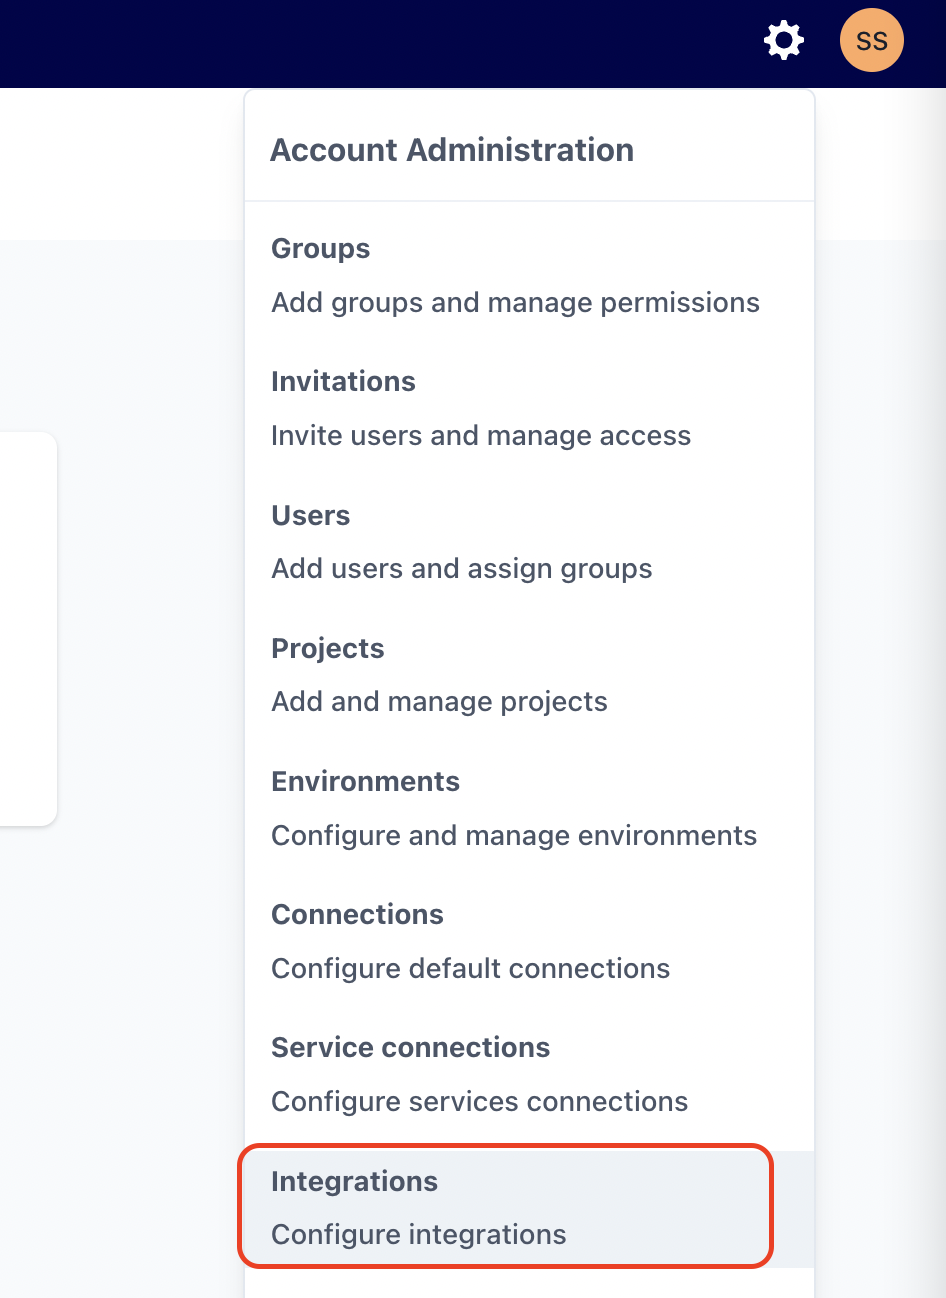 SS
Account Administration
Groups
Add groups and manage permissions
Invitations
Invite users and manage access
Users
Add users and assign groups
Projects
Add and manage projects
Environments
Configure and manage environments
Connections
Configure default connections
Service connections
Configure services connections
Integrations
Configure integrations